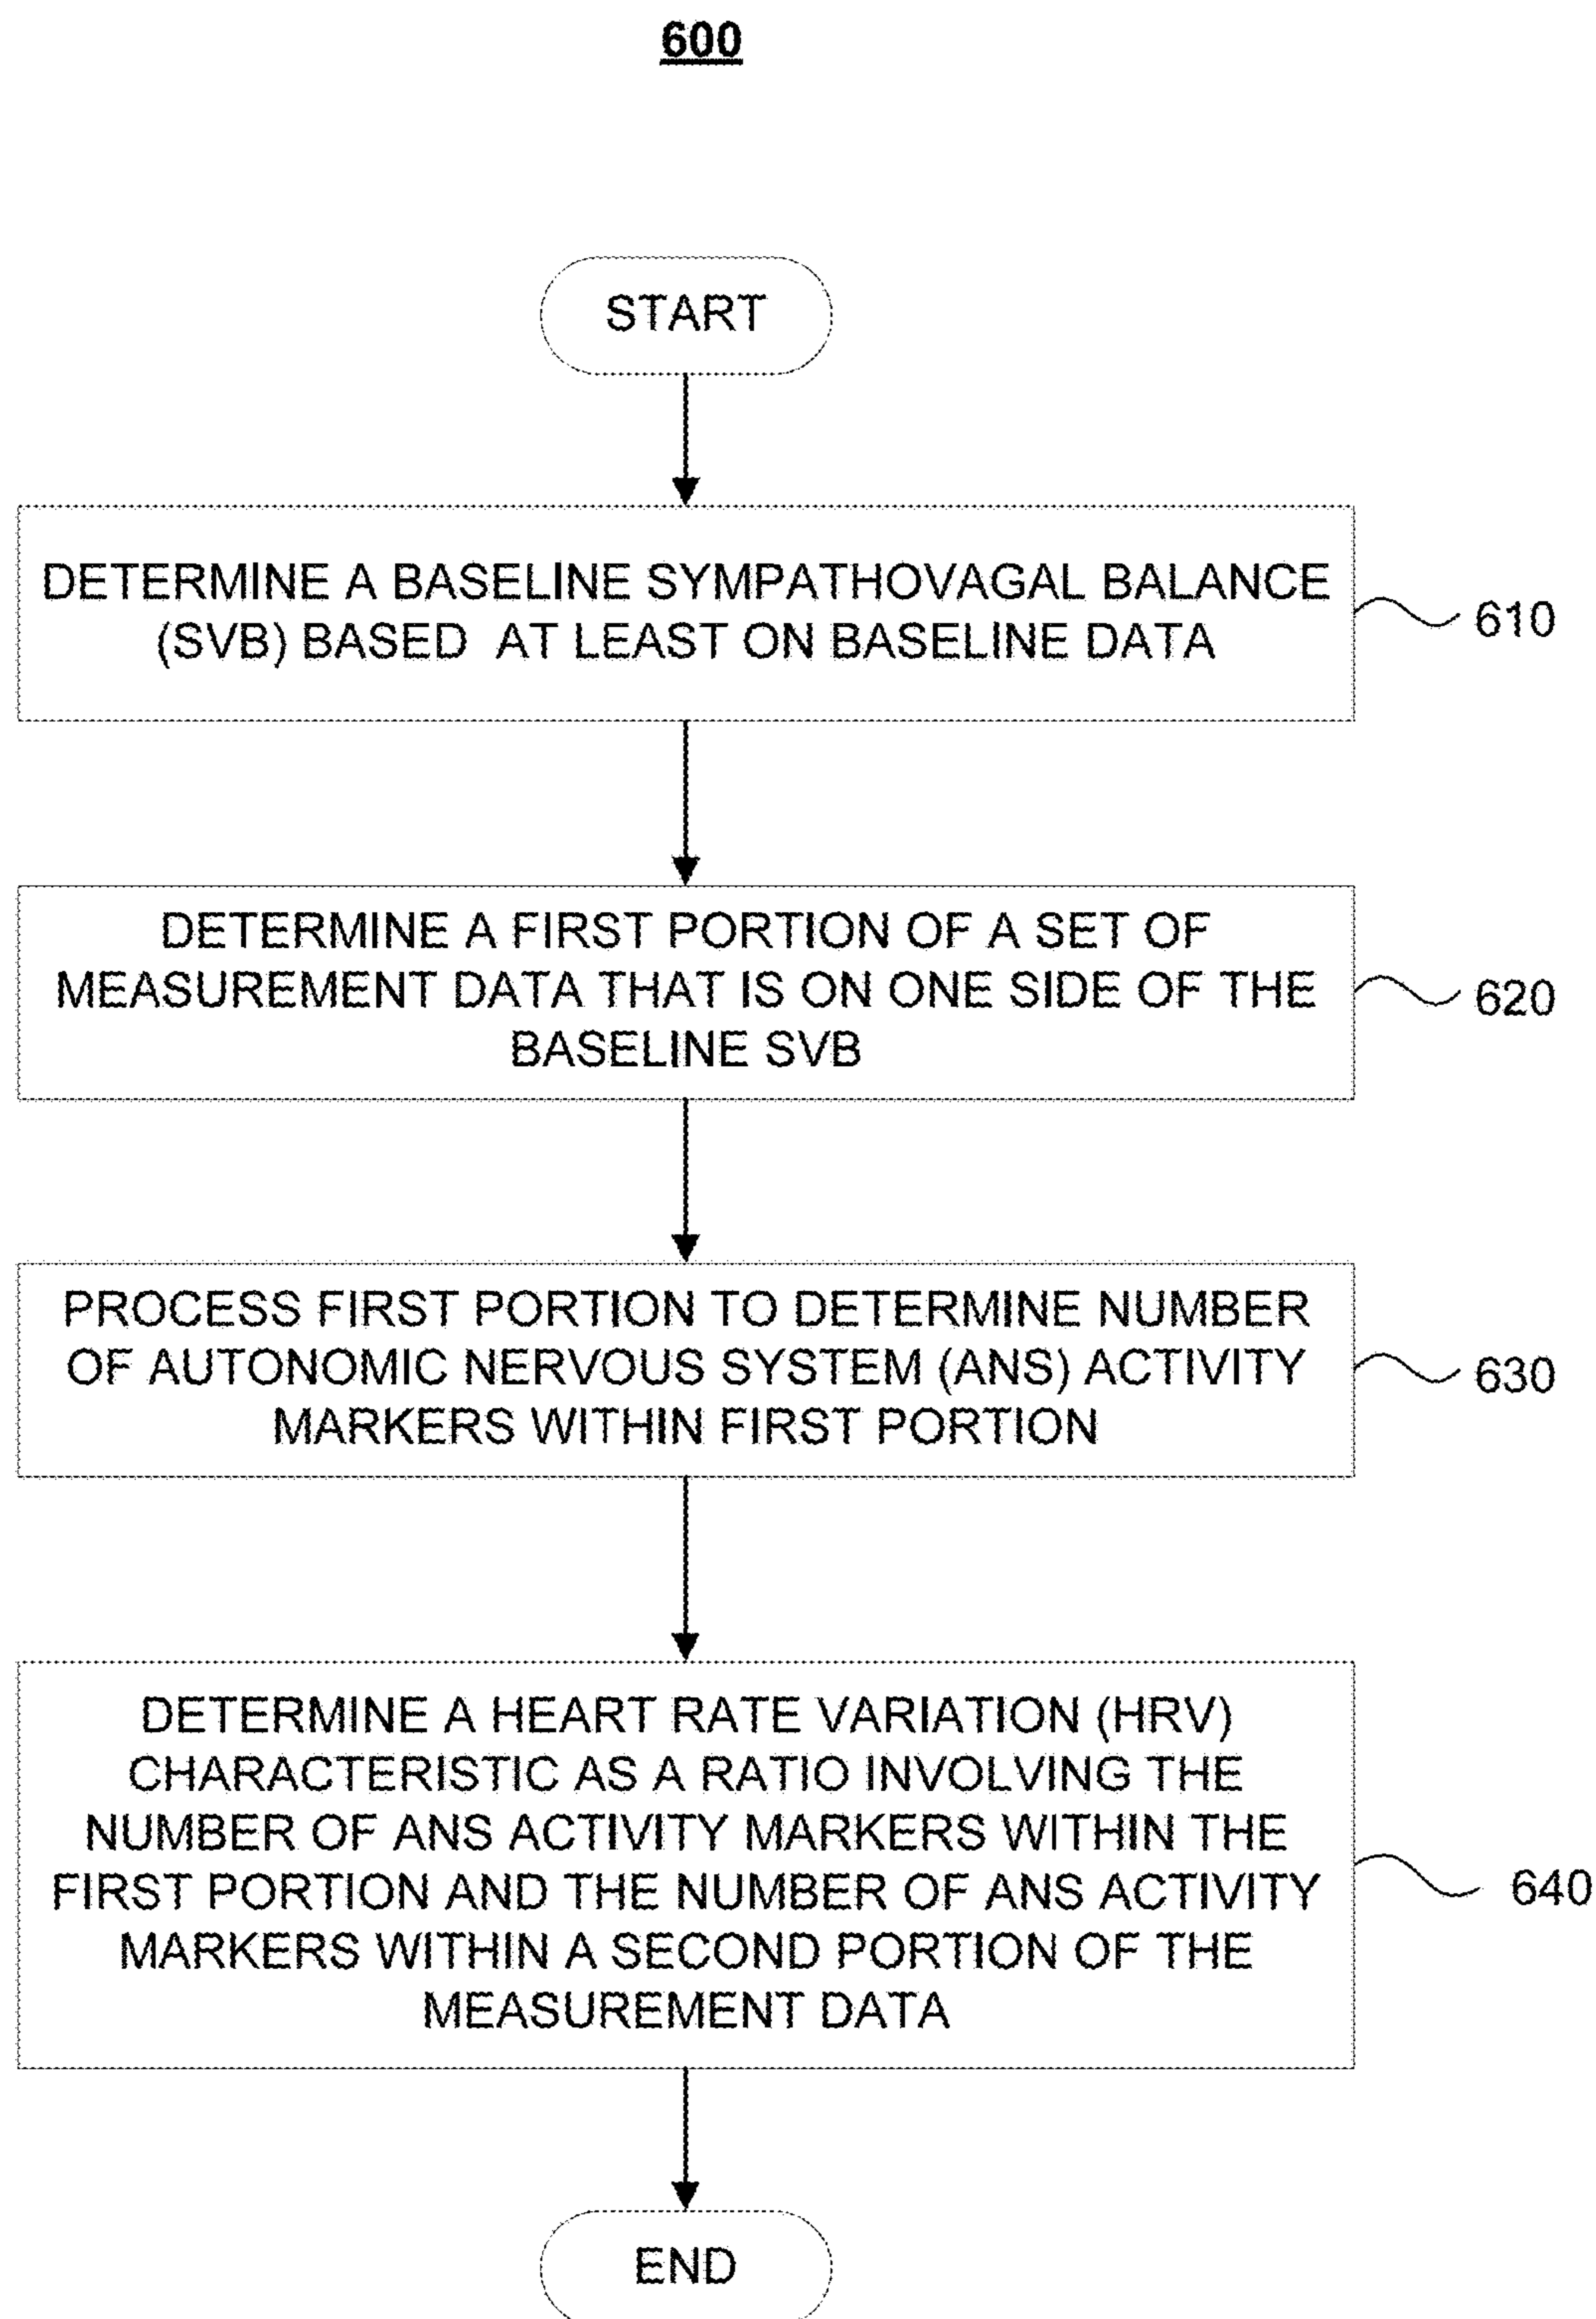 600
START
DETERMINE A BASELINE SYMPATHOVAGAL BALANCE
(SVB) BASED AT LEAST ON BASELINE DATA
610
DETERMINE A FIRST PORTION OF A SET OF
MEASUREMENT DATA THAT IS ON ONE SIDE OF THE
BASELINE SVB
620
PROCESS FIRST PORTION TO DETERMINE NUMBER
OF AUTONOMIC NERVOUS SYSTEM (ANS) ACTIVITY
MARKERS WITHIN FIRST PORTION
630
DETERMINE A HEART RATE VARIATION (HRV)
CHARACTERISTIC AS A RATIO INVOLVING THE
NUMBER OF ANS ACTIVITY MARKERS WITHIN THE
FIRST PORTION AND THE NUMBER OF ANS ACTIVITY
MARKERS WITHIN A SECOND PORTION OF THE
MEASUREMENT DATA
640
END